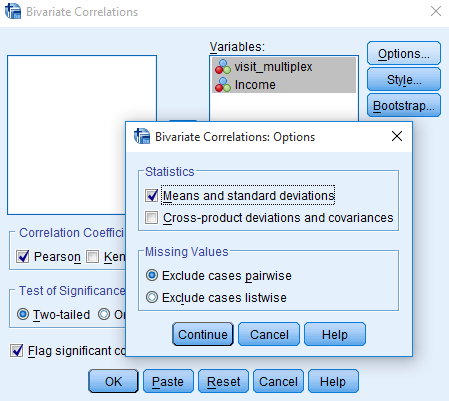 Bivariate Correlations
Variables:
visit_multiplex
Income
Options...
Style...
Bootstrap...
Bivariate Correlations: Options
Statistics
Means and standard deviations
Cross-product deviations and covariances
Missing Values
Exclude cases pairwise
Exclude cases listwise
Continue Cancel Help
Correlation Coeffici
Pearson Ken
Test of Significance
Two-tailed On
Flag significant co
OK Paste Reset Cancel Help